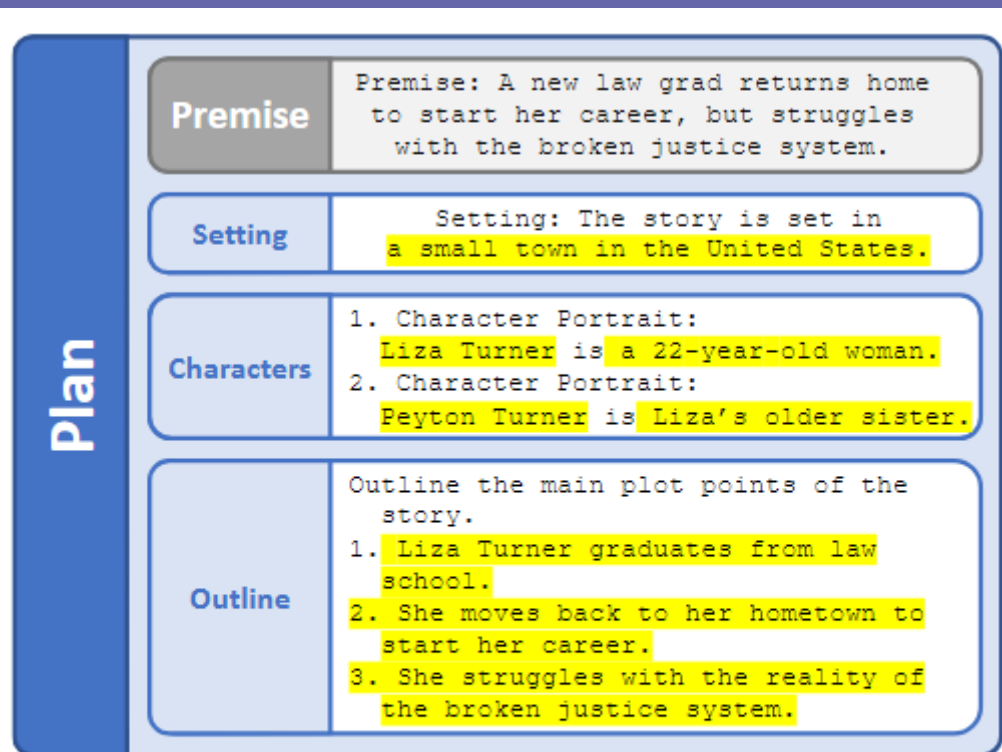 Plan
Premise
Premise: A new law grad returns home
to start her career, but struggles
with the broken justice system.
Setting
Setting: The story is set in
a small town in the United States.
Characters
1. Character Portrait:
Liza Turner is a 22-year-old woman.
2. Character Portrait:
Peyton Turner is Liza’s older sister.
Outline
Outline the main plot points of the
story.
1. Liza Turner graduates from law
school.
2. She moves back to her hometown to
start her career.
3. She struggles with the reality of
the broken justice system.